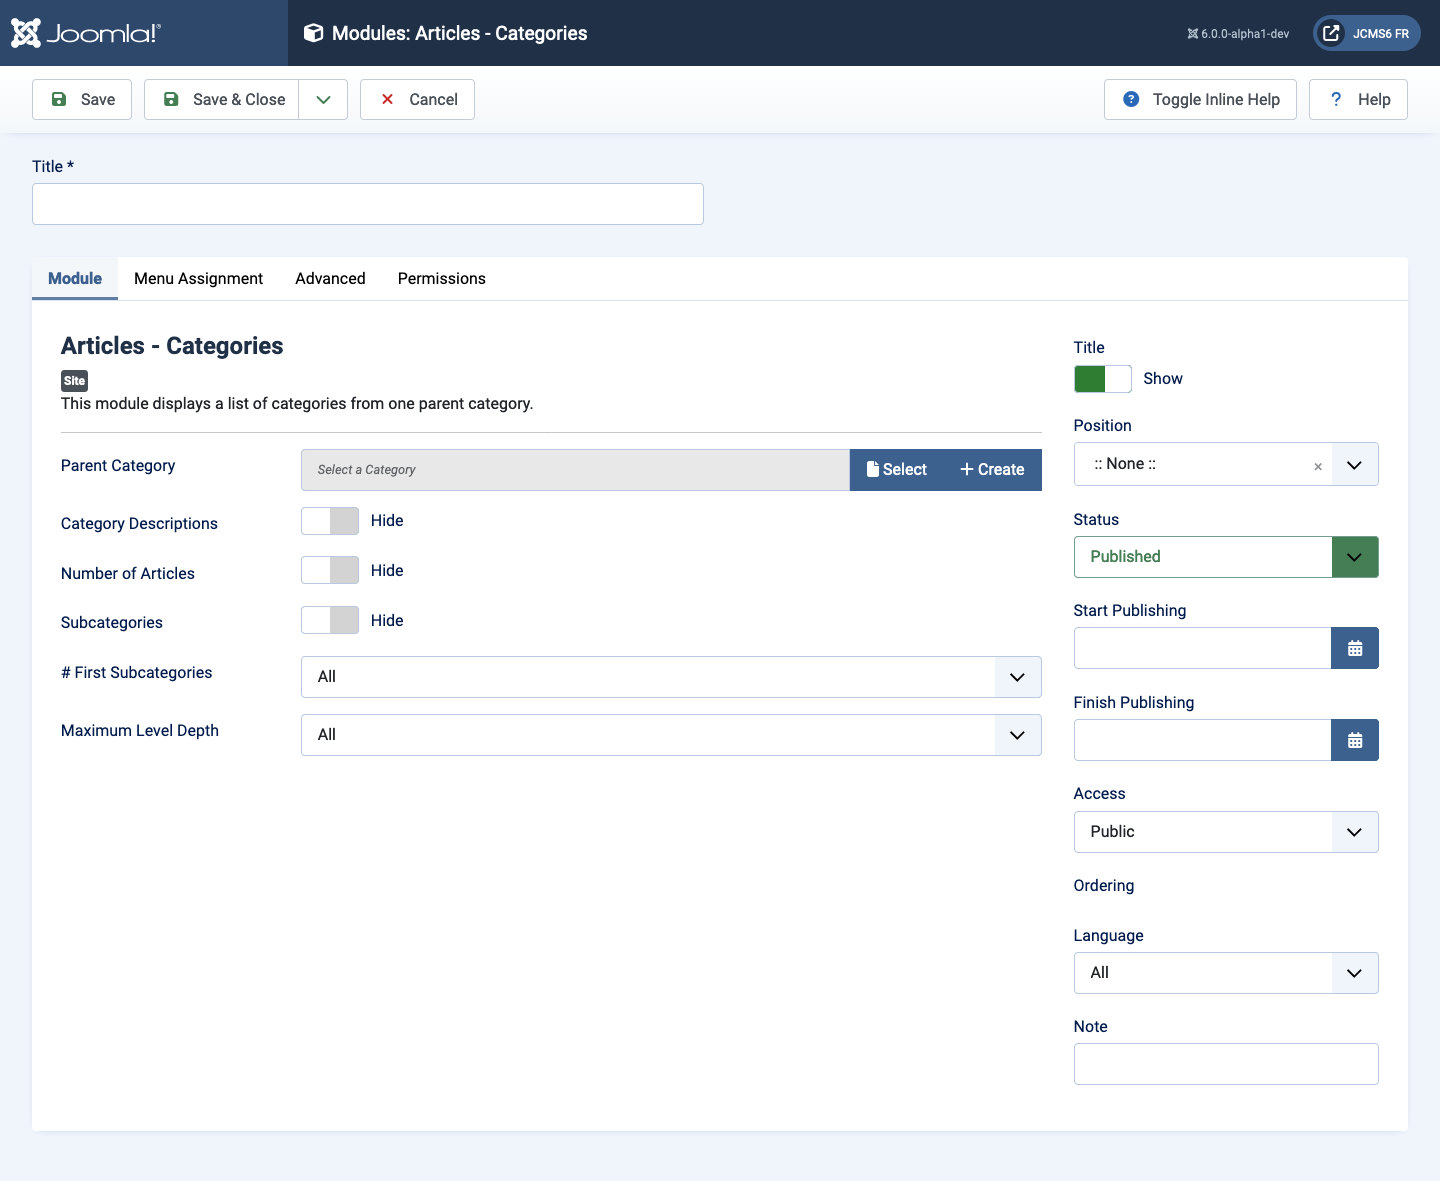 Joomla!®
Modules: Articles - Categories
6.0.0-alpha1-dev
JCMS6 FR
Save
Save & Close
Cancel
Toggle Inline Help
? Help
Title *
Module
Menu Assignment
Advanced
Permissions
Articles - Categories
Site
This module displays a list of categories from one parent category.
Parent Category
Select a Category
Select
Create
Category Descriptions
Hide
Number of Articles
Hide
Subcategories
Hide
# First Subcategories
All
Maximum Level Depth
All
Title
Show
Position
:: None ::
×
Status
Published
Start Publishing
Finish Publishing
Access
Public
Ordering
Language
All
Note